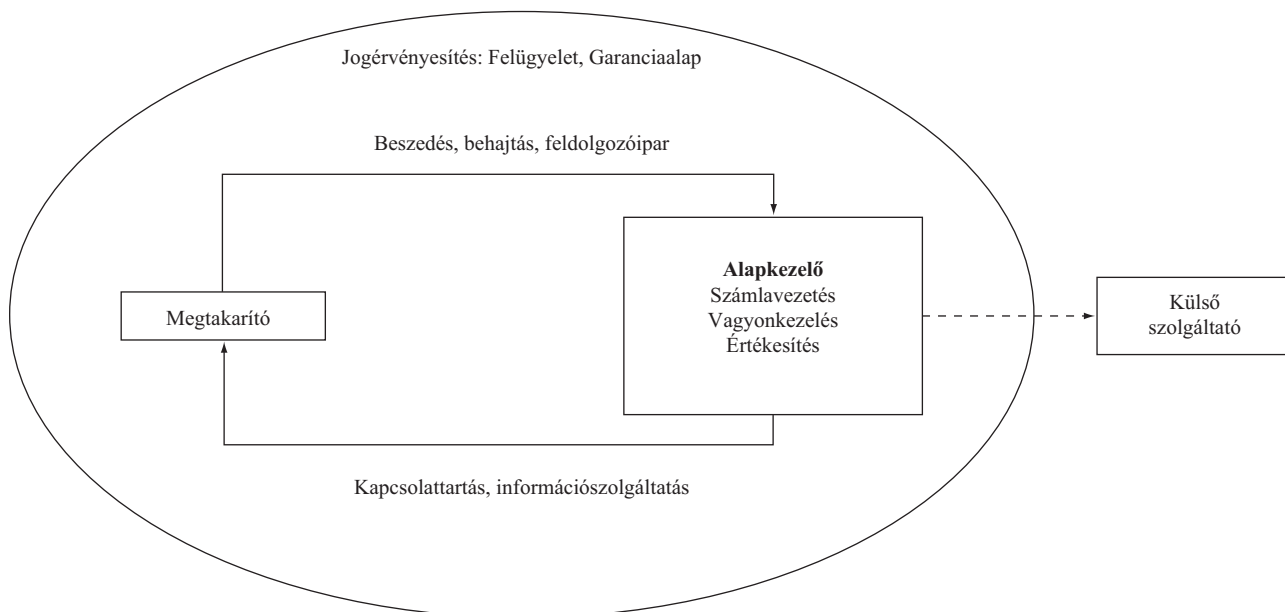 Jogérvényesítés: Felügyelet, Garanciaalap
Beszedés, behajtás, feldolgozóipar
Megtakarító
Alapkezelő
Számlavezetés
Vagyonkezelés
Értékesítés
Külső
szolgáltató
Kapcsolattartás, információszolgáltatás